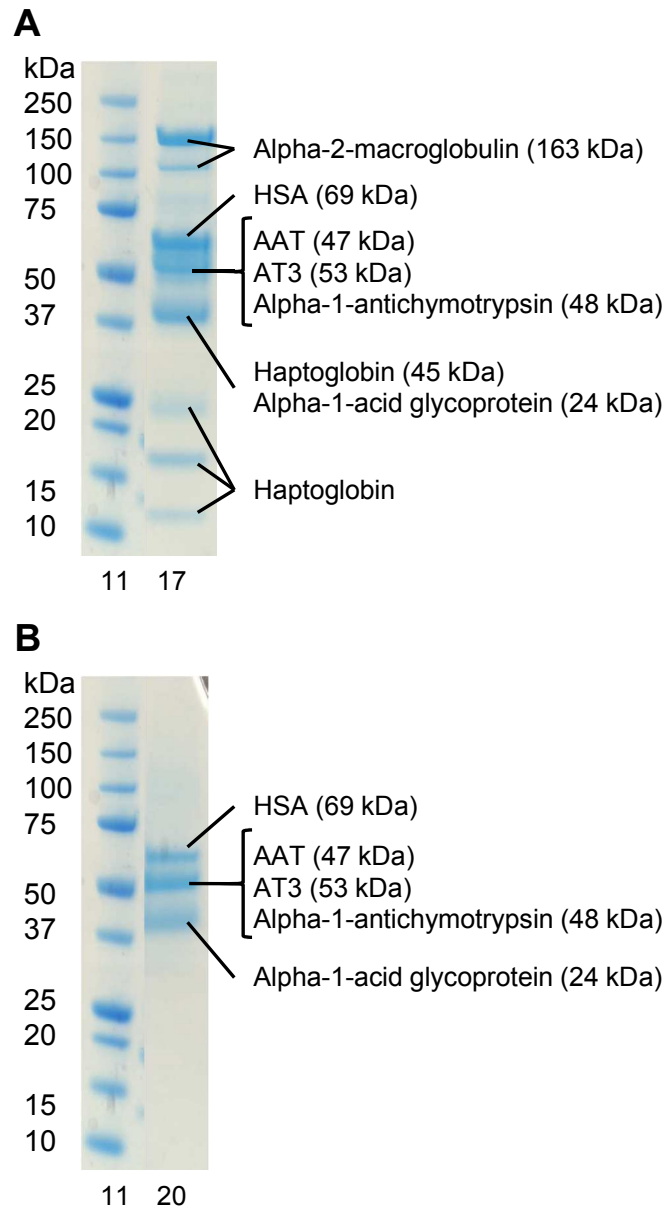 A
kDa
250
150
100
75
50
37
25
20
15
10
Alpha-2-macroglobulin (163 kDa)
HSA (69 kDa)
AAT (47 kDa)
AT3 (53 kDa)
Alpha-1-antichymotrypsin (48 kDa)
Haptoglobin (45 kDa)
Alpha-1-acid glycoprotein (24 kDa)
Haptoglobin
11 17
B
kDa
250
150
100
75
50
37
25
20
15
10
HSA (69 kDa)
AAT (47 kDa)
AT3 (53 kDa)
Alpha-1-antichymotrypsin (48 kDa)
Alpha-1-acid glycoprotein (24 kDa)
11 20